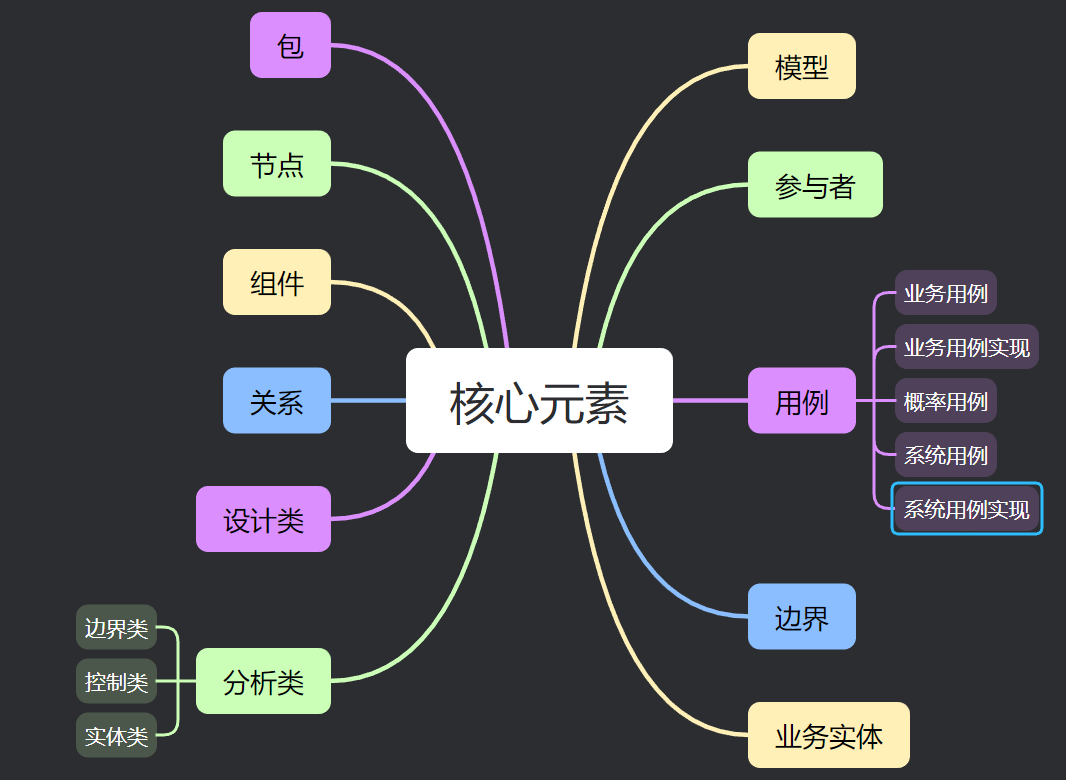 核心元素
模型
参与者
用例
业务用例
业务用例实现
概率用例
系统用例
系统用例实现
边界
业务实体
包
节点
组件
关系
设计类
分析类
边界类
控制类
实体类